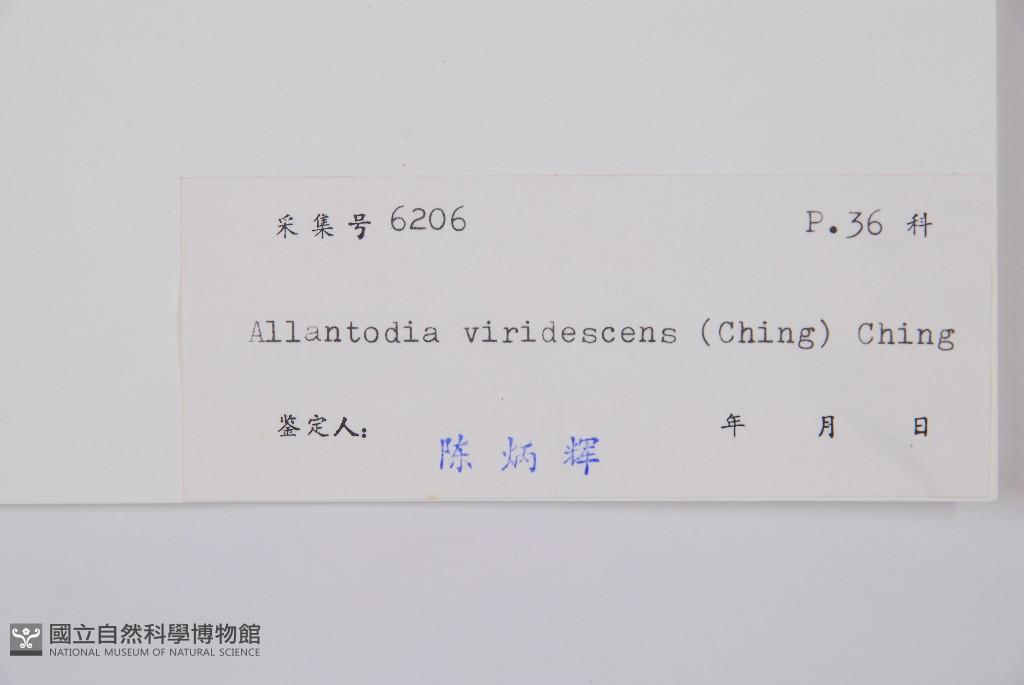 采集号 6206 P.36 科
Allantodia viridescens (Ching) Ching
鉴定人: 陈炳辉 年 月 日
國立自然科學博物館
NATIONAL MUSEUM OF NATURAL SCIENCE